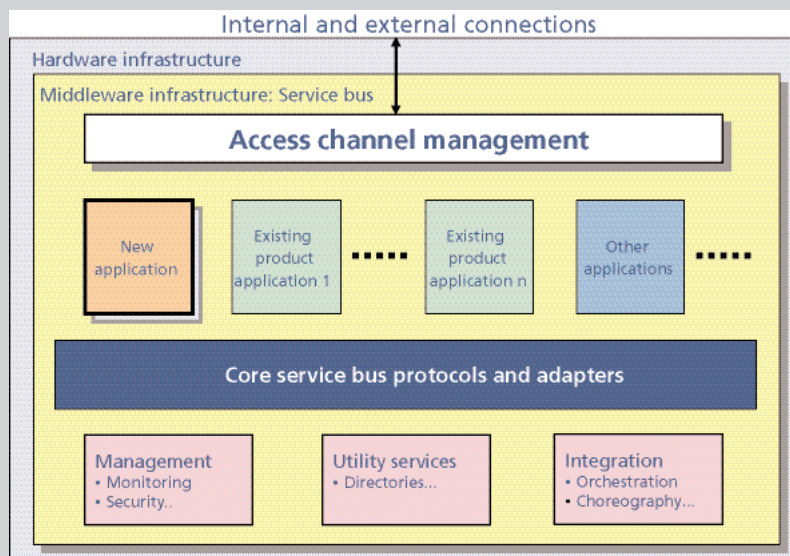 Internal and external connections
Hardware infrastructure
Middleware infrastructure: Service bus
Access channel management
New
application
Existing
product
application 1
Existing
product
application n
Other
applications
Core service bus protocols and adapters
Management
• Monitoring
• Security..
Utility services
• Directories...
Integration
• Orchestration
• Choreography...